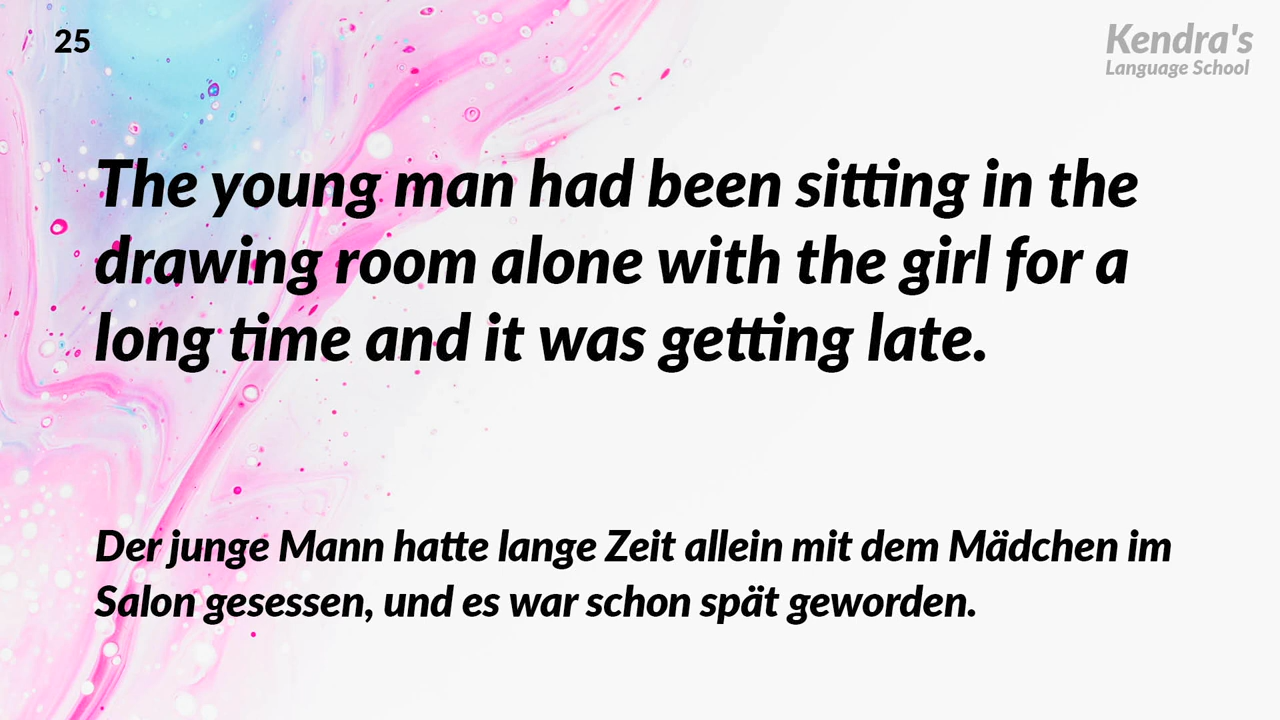 25
Kendra's
Language School
The young man had been sitting in the
drawing room alone with the girl for a
long time and it was getting late.
Der junge Mann hatte lange Zeit allein mit dem Mädchen im
Salon gesessen, und es war schon spät geworden.